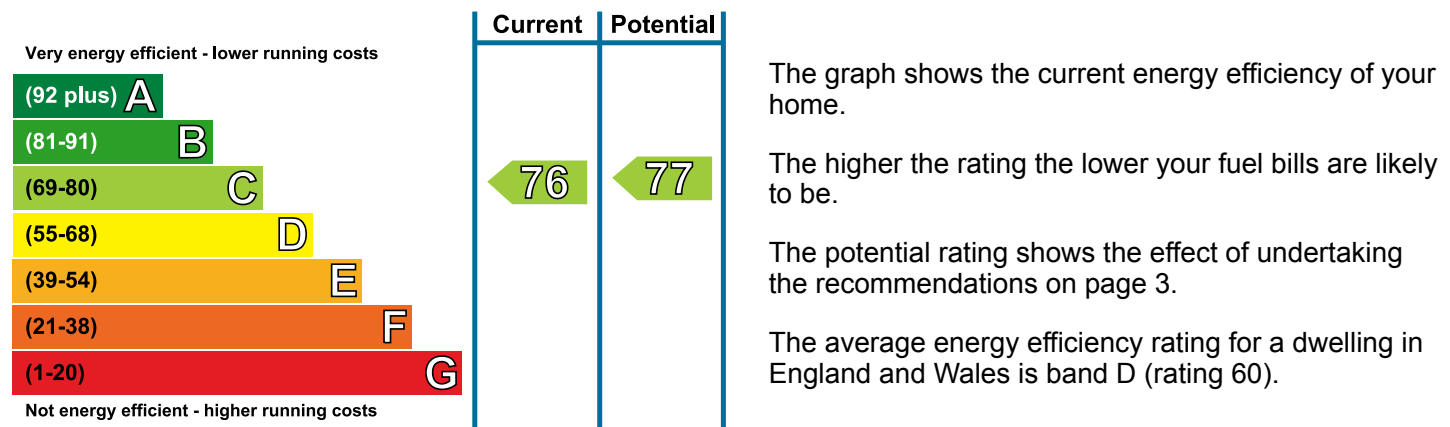 Current Potential
Very energy efficient - lower running costs
(92 plus) A
(81-91) B
(69-80) C
76 77
(55-68) D
(39-54) E
(21-38) F
(1-20) G
Not energy efficient - higher running costs
The graph shows the current energy efficiency of your
home.
The higher the rating the lower your fuel bills are likely
to be.
The potential rating shows the effect of undertaking
the recommendations on page 3.
The average energy efficiency rating for a dwelling in
England and Wales is band D (rating 60).